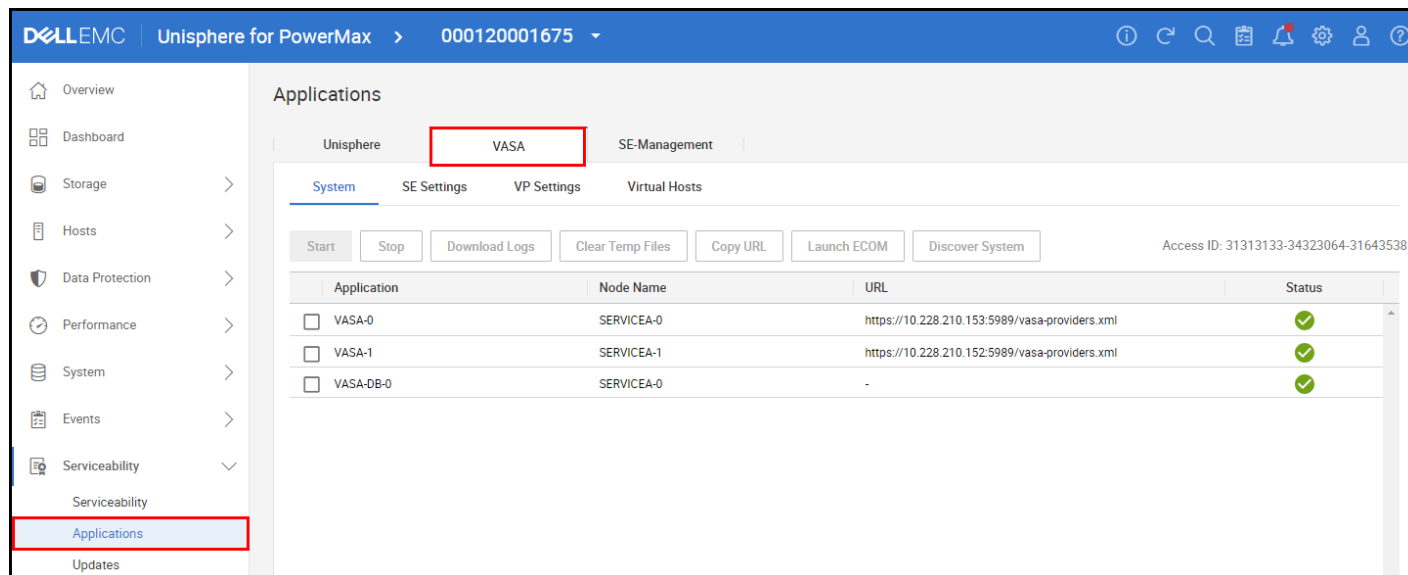 DELLEMC Unisphere for PowerMax > 000120001675
Overview
Dashboard
Storage
Hosts
Data Protection
Performance
System
Events
Serviceability
Serviceability
Applications
Updates
Applications
Unisphere VASA SE-Management
System SE Settings VP Settings Virtual Hosts
Start Stop Download Logs Clear Temp Files Copy URL Launch ECOM Discover System Access ID: 31313133-34323064-31643538
Application Node Name URL Status
VASA-0 SERVICEA-0 https://10.228.210.153:5989/vasa-providers.xml
VASA-1 SERVICEA-1 https://10.228.210.152:5989/vasa-providers.xml
VASA-DB-0 SERVICEA-0 -